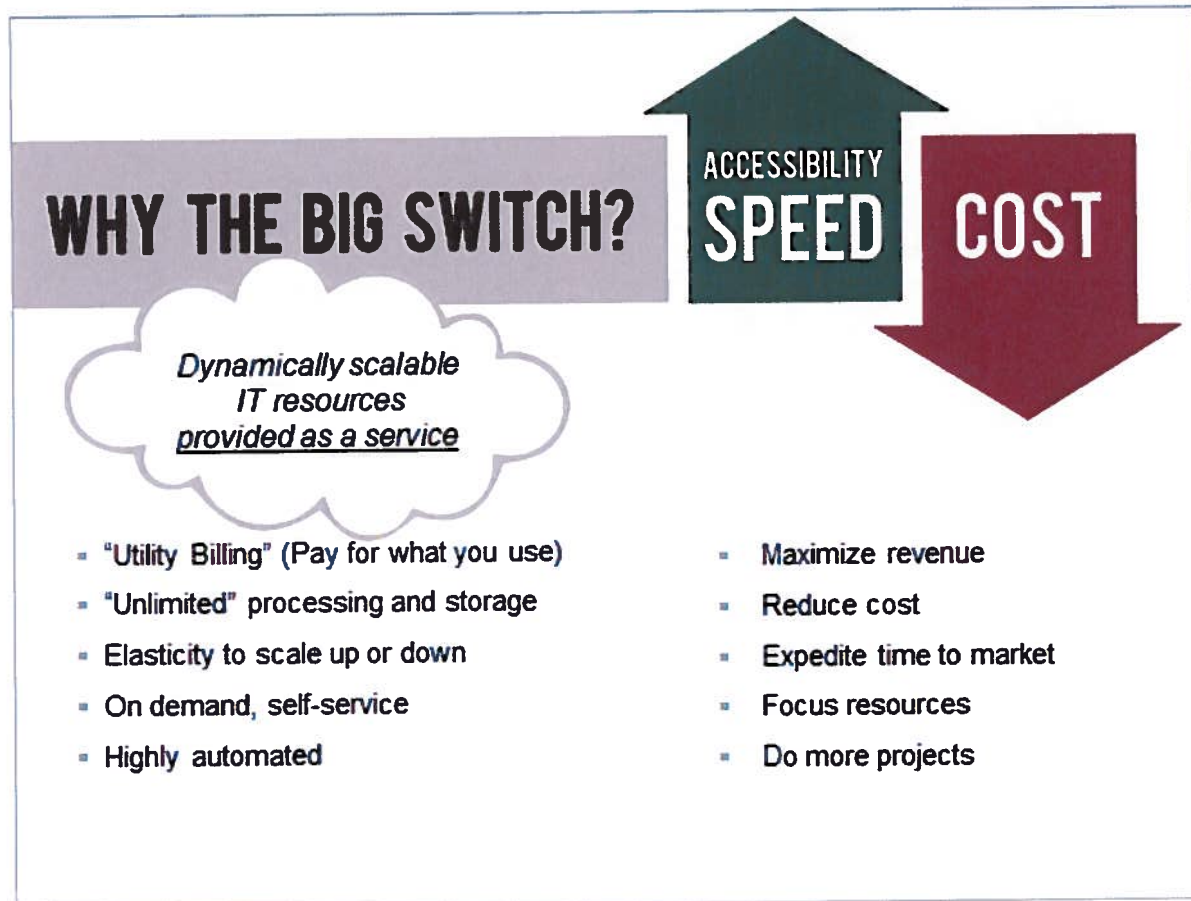 WHY THE BIG SWITCH?
ACCESSIBILITY
SPEED
COST
Dynamically scalable
IT resources
provided as a service
▪ “Utility Billing” (Pay for what you use)
▪ “Unlimited” processing and storage
▪ Elasticity to scale up or down
▪ On demand, self-service
▪ Highly automated
▪ Maximize revenue
▪ Reduce cost
▪ Expedite time to market
▪ Focus resources
▪ Do more projects